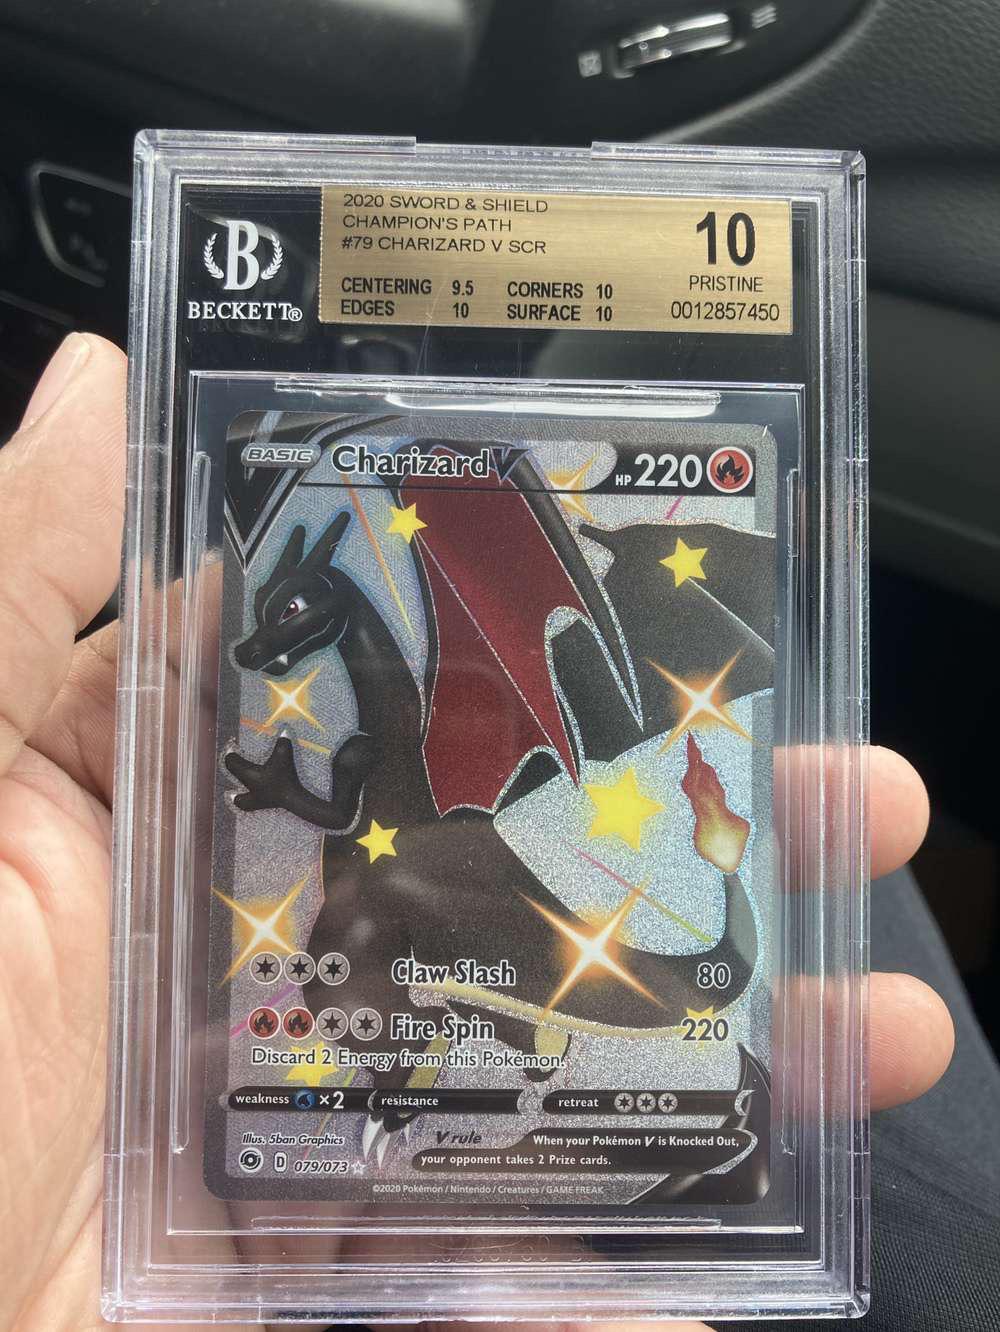 2020 SWORD & SHIELD
CHAMPION'S PATH
#79 CHARIZARD V SCR
10
PRISTINE
CENTERING 9.5 CORNERS 10
EDGES 10 SURFACE 10
0012857450
B
BECKETT®
BASIC Charizard V HP 220
Claw Slash 80
Fire Spin 220
Discard 2 Energy from this Pokémon.
weakness ×2 resistance retreat
Illus. 5ban Graphics
V rule When your Pokémon V is Knocked Out,
your opponent takes 2 Prize cards.
D 079/073
©2020 Pokémon / Nintendo / Creatures / GAME FREAK